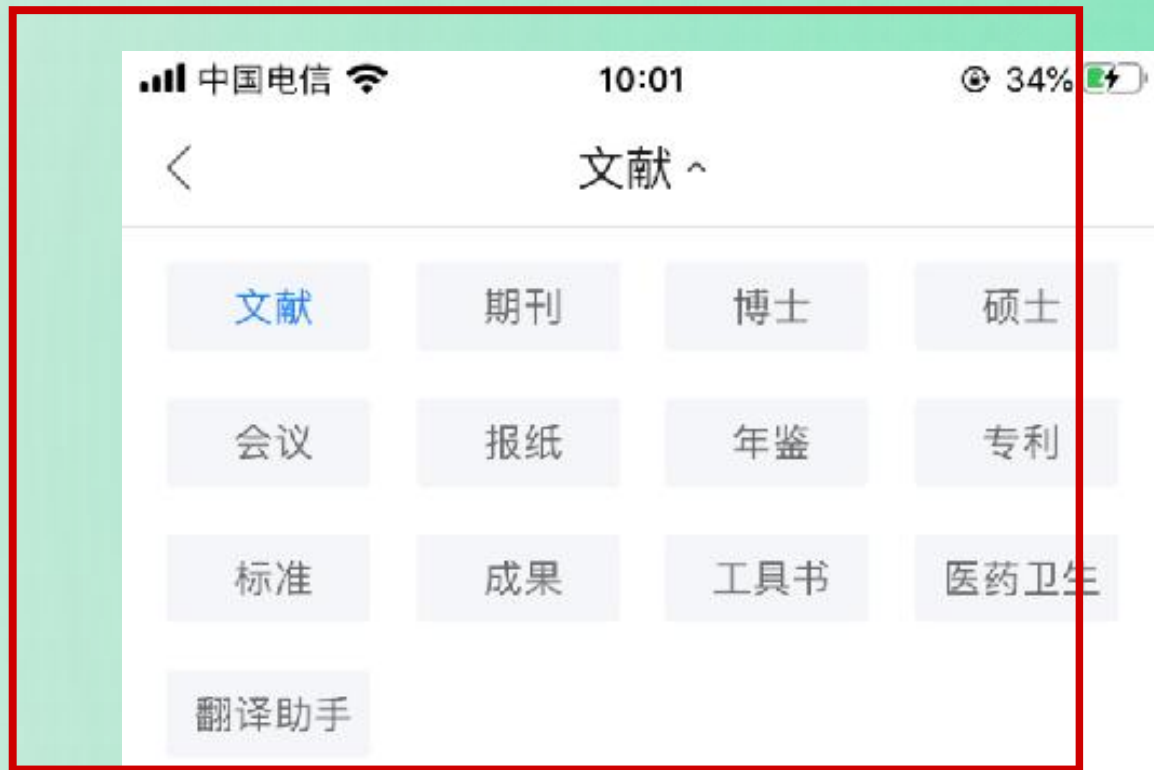 中国电信 10:01 34%
文献
文献 期刊 博士 硕士
会议 报纸 年鉴 专利
标准 成果 工具书 医药卫生
翻译助手